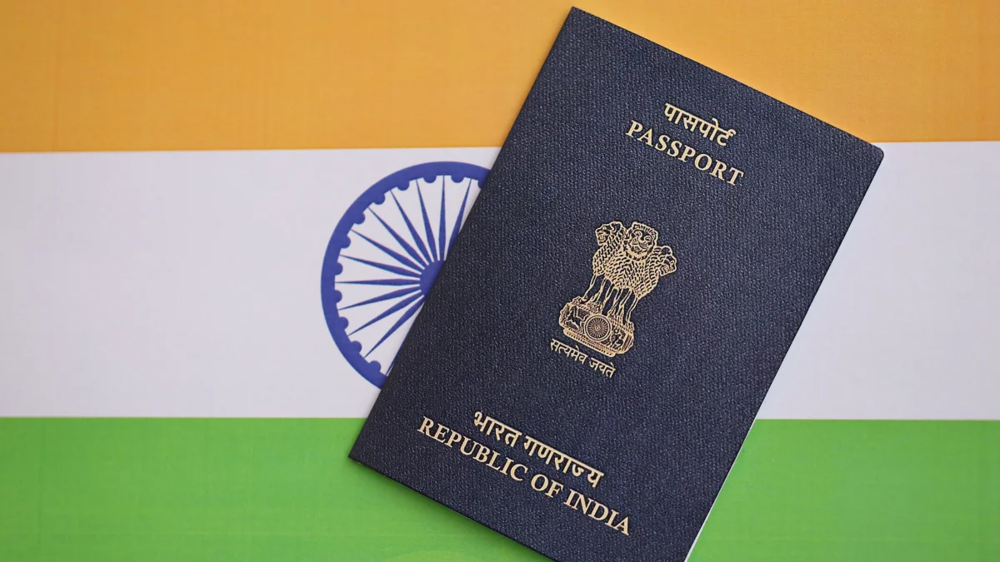 पासपोर्ट
PASSPORT
सत्यमेव जयते
भारत गणराज्य
REPUBLIC OF INDIA